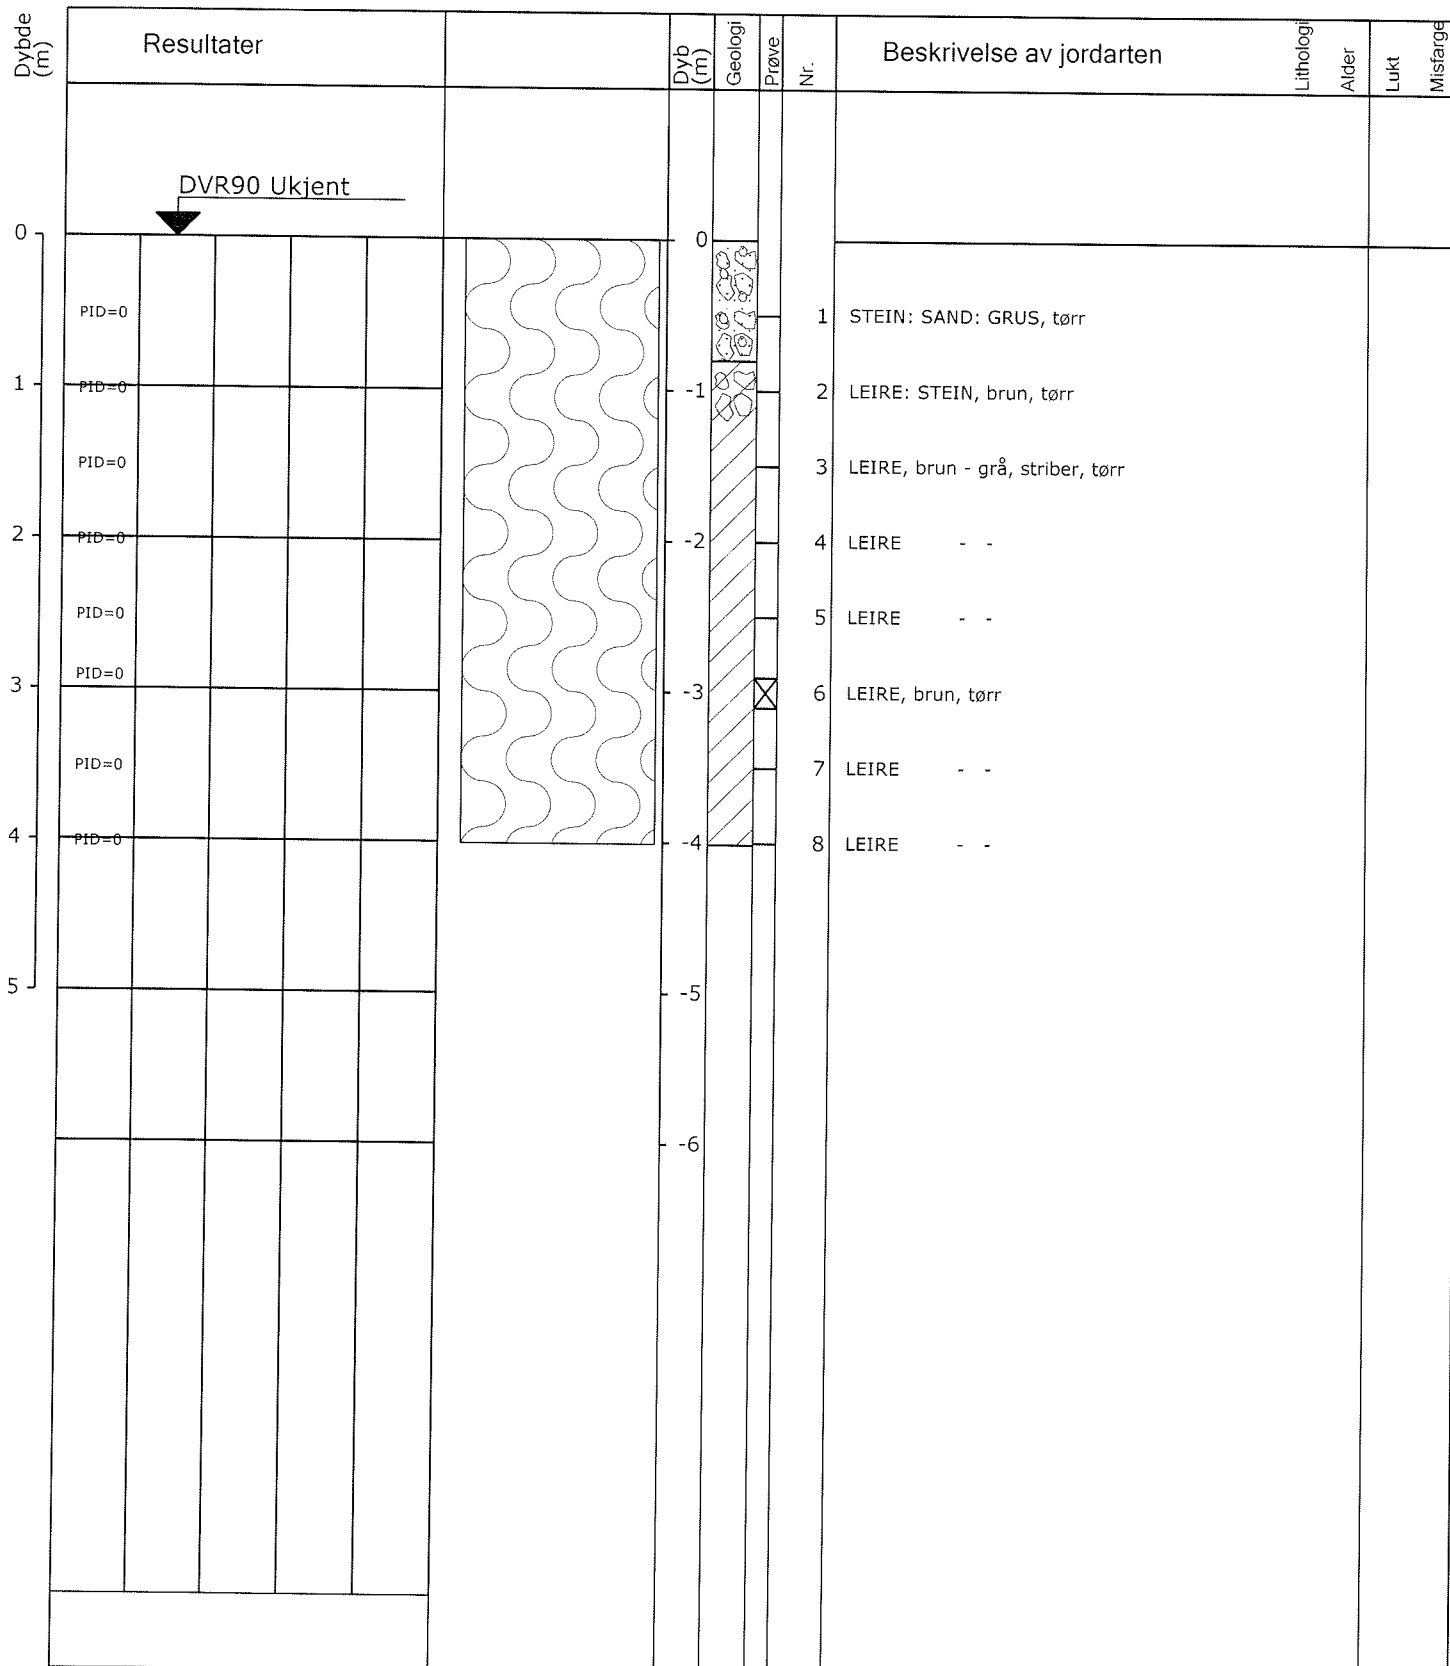 Dybde (m)
Resultater
Dyb (m)
Geologi
Prøve
Nr.
Beskrivelse av jordarten
Lithologi
Alder
Lukt
Misfarge
DVR90 Ukjent
0
0
PID=0
1 STEIN: SAND: GRUS, tørr
1
PID=0
-1
2 LEIRE: STEIN, brun, tørr
PID=0
3 LEIRE, brun - grå, striber, tørr
2
PID=0
-2
4 LEIRE - -
PID=0
5 LEIRE - -
PID=0
3
-3
6 LEIRE, brun, tørr
PID=0
7 LEIRE - -
4
PID=0
-4
8 LEIRE - -
5
-5
-6